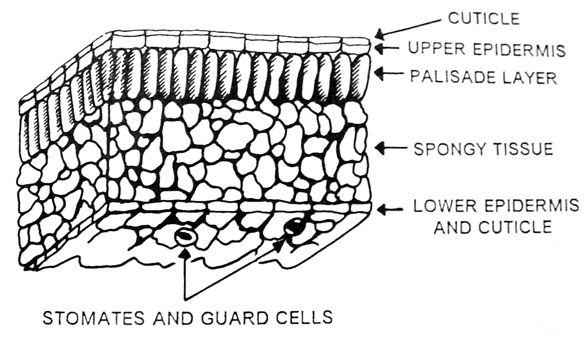 CUTICLE
UPPER EPIDERMIS
PALISADE LAYER
SPONGY TISSUE
LOWER EPIDERMIS
AND CUTICLE
STOMATES AND GUARD CELLS